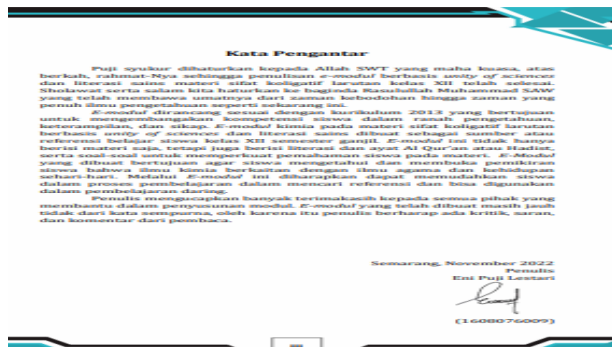 Kata Pengantar
Puji syukur dihaturkan kepada Allah SWT yang maha kuasa, atas
berkah, rahmat-Nya sehingga penulisan e-modul berbasis unity of sciences
dan literasi sains materi sifat koligatif larutan kelas XII telah selesai.
Sholawat serta salam kita haturkan ke baginda Rasulullah Muhammad SAW
yang telah membawa umatnya dari zaman kebodohan hingga zaman yang
penuh ilmu pengetahuan seperti sekarang ini.
E-modul dirancang sesuai dengan kurikulum 2013 yang bertujuan
untuk mengembangkan kompetensi siswa dalam ranah pengetahuan,
keterampilan, dan sikap. E-modul kimia pada materi sifat koligatif larutan
berbasis unity of sciences dan literasi sains dibuat sebagai sumber atau
referensi belajar siswa kelas XII semester ganjil. E-modul ini tidak hanya
berisi materi saja, tetapi juga berisi literasi dan ayat Al Qur'an atau Hadist,
serta soal-soal untuk memperkuat pemahaman siswa pada materi. E-Modul
yang dibuat bertujuan agar siswa mengetahui dan membuka pemikiran
siswa bahwa ilmu kimia berkaitan dengan ilmu agama dan kehidupan
sehari-hari. Melalui E-modul ini diharapkan dapat memudahkan siswa
dalam proses pembelajaran dalam mencari referensi dan bisa digunakan
dalam pembelajaran daring.
Penulis mengucapkan banyak terimakasih kepada semua pihak yang
membantu dalam penyusunan modul. E-modul yang telah dibuat masih jauh
tidak dari kata sempurna, oleh karena itu penulis berharap ada kritik, saran,
dan komentar dari pembaca.
Semarang, November 2022
Penulis
Eni Puji Lestari
(1608076009)